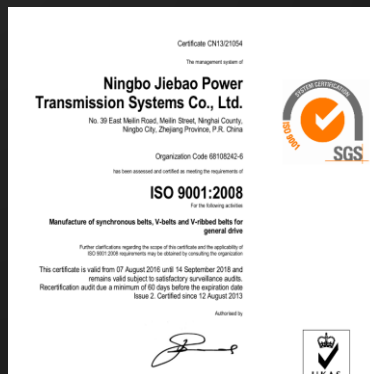 Certificate CN13/21054
The management system of
Ningbo Jiebao Power
Transmission Systems Co., Ltd.
No. 39 East Meilin Road, Meilin Street, Ninghai County,
Ningbo City, Zhejiang Province, P.R. China
Organization Code 68108242-6
has been assessed and certified as meeting the requirements of
ISO 9001:2008
For the following activities
Manufacture of synchronous belts, V-belts and V-ribbed belts for
general drive
Further clarifications regarding the scope of this certificate and the applicability of
ISO 9001:2008 requirements may be obtained by consulting the organization
This certificate is valid from 07 August 2016 until 14 September 2018 and
remains valid subject to satisfactory surveillance audits.
Recertification audit due a minimum of 60 days before the expiration date
Issue 2. Certified since 12 August 2013
Authorised by
SYSTEM CERTIFICATION
ISO 9001
SGS
UKAS